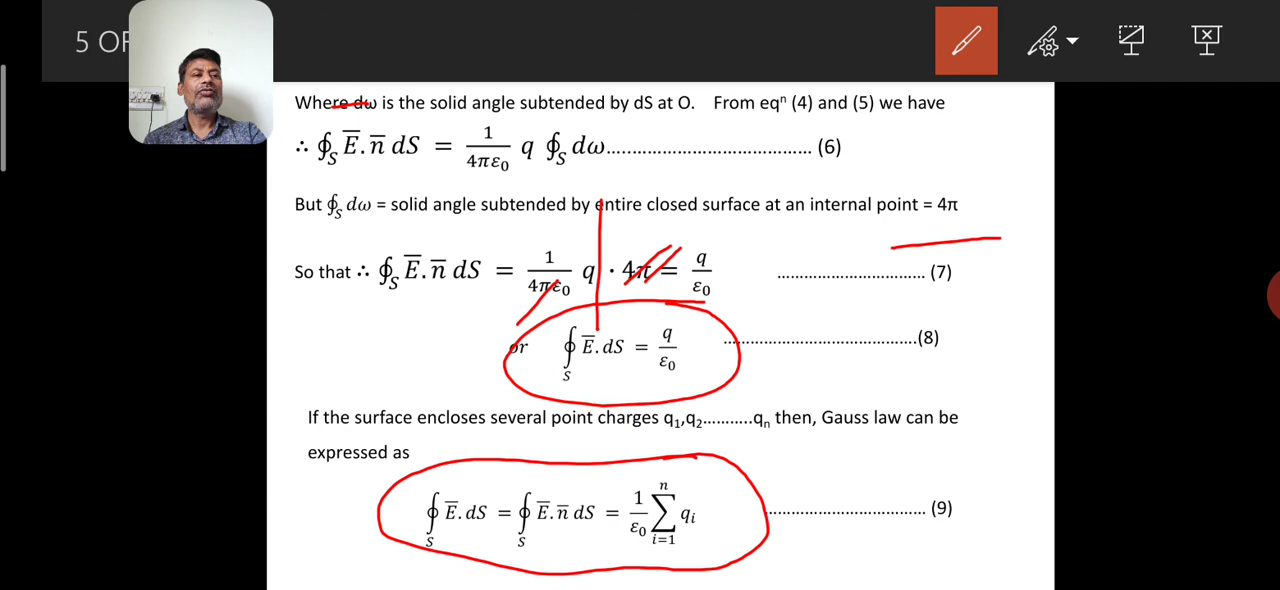 5 OF
Where dω is the solid angle subtended by dS at O. From eqⁿ (4) and (5) we have
∴ ∮_S E̅.n̅ dS = 1/4πε₀ q ∮_S dω....................................... (6)
But ∮_S dω = solid angle subtended by entire closed surface at an internal point = 4π
So that ∴ ∮_S E̅.n̅ dS = 1/4πε₀ q · 4π = q/ε₀ ............................. (7)
or ∮_S E̅.dS = q/ε₀ .........................................(8)
If the surface encloses several point charges q₁,q₂...........qₙ then, Gauss law can be
expressed as
∮_S E̅.dS = ∮_S E̅.n̅ dS = 1/ε₀ ∑_{i=1}^{n} qᵢ ................................. (9)